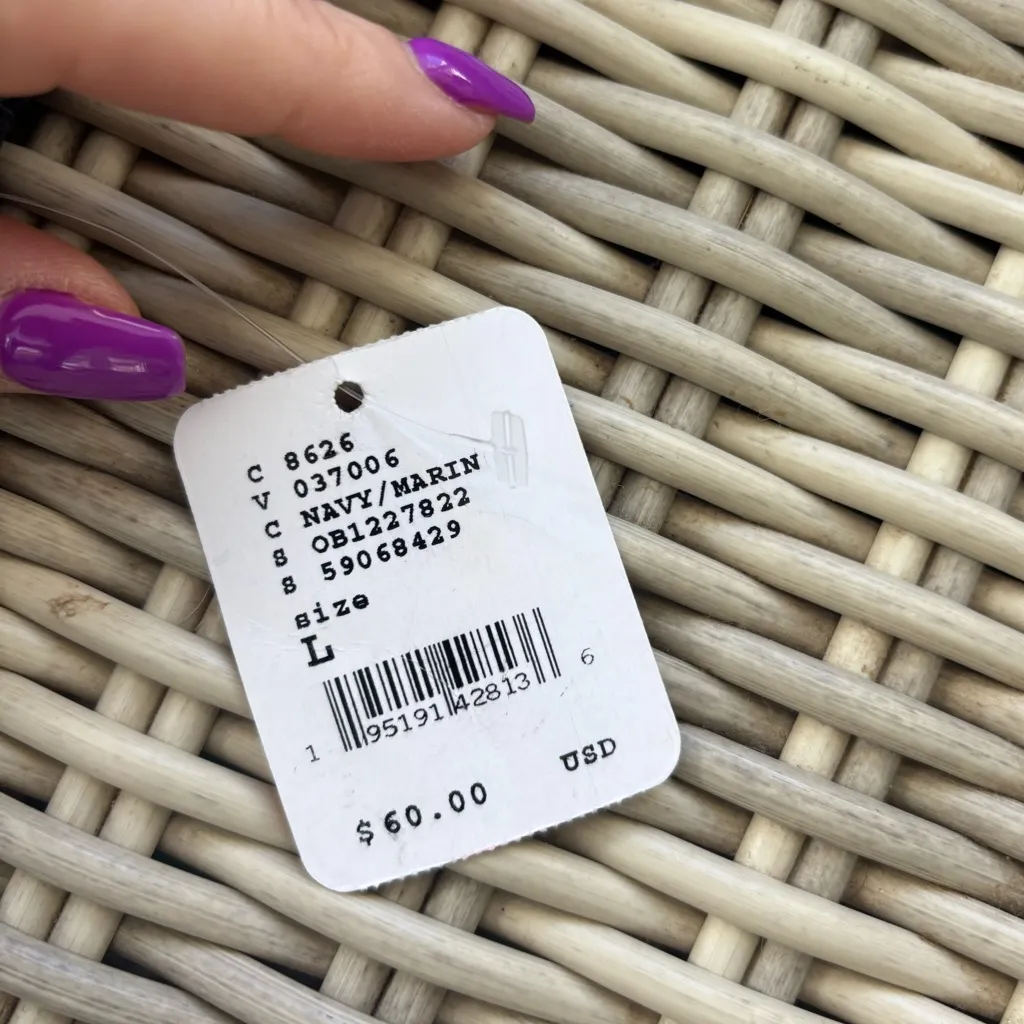 C 8626
V 037006
C NAVY/MARIN
S OB1227822
S 59068429
size
L
1 95191 42813 6
USD
$60.00